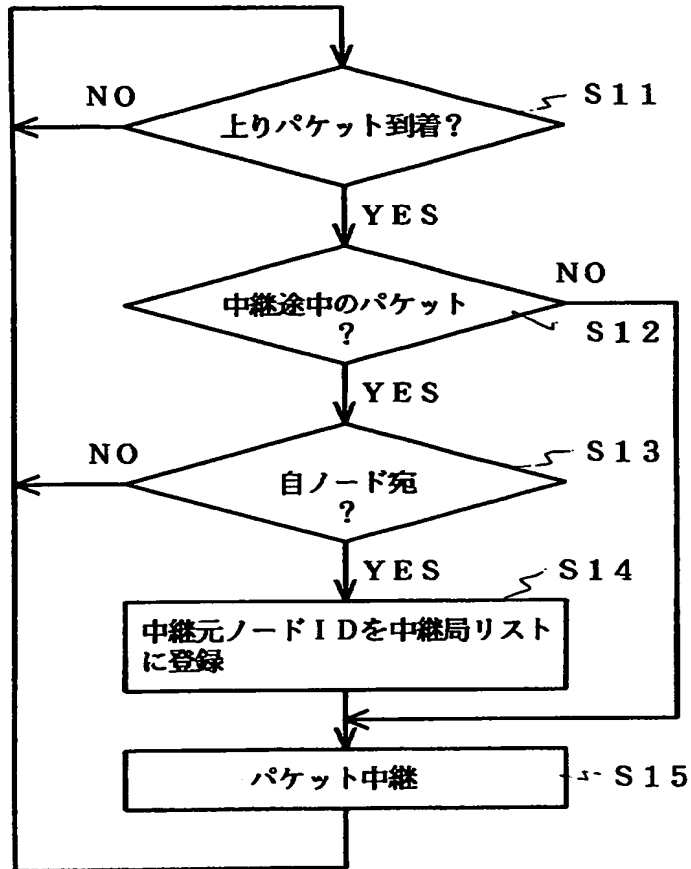 NO
S11
上りパケット到着?
YES
NO
中継途中のパケット
?
S12
YES
NO
S13
自ノード宛
?
YES
S14
中継元ノードIDを中継局リスト
に登録
パケット中継
S15